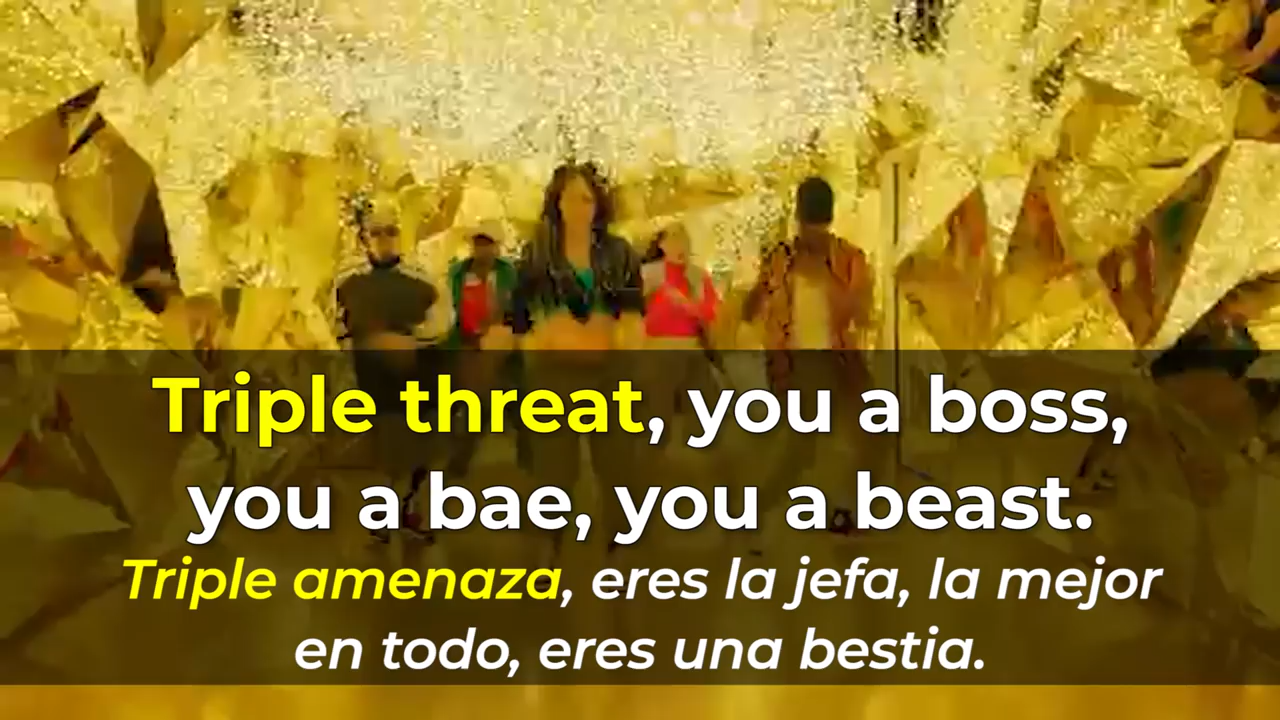 Triple threat, you a boss,
you a bae, you a beast.
Triple amenaza, eres la jefa, la mejor
en todo, eres una bestia.